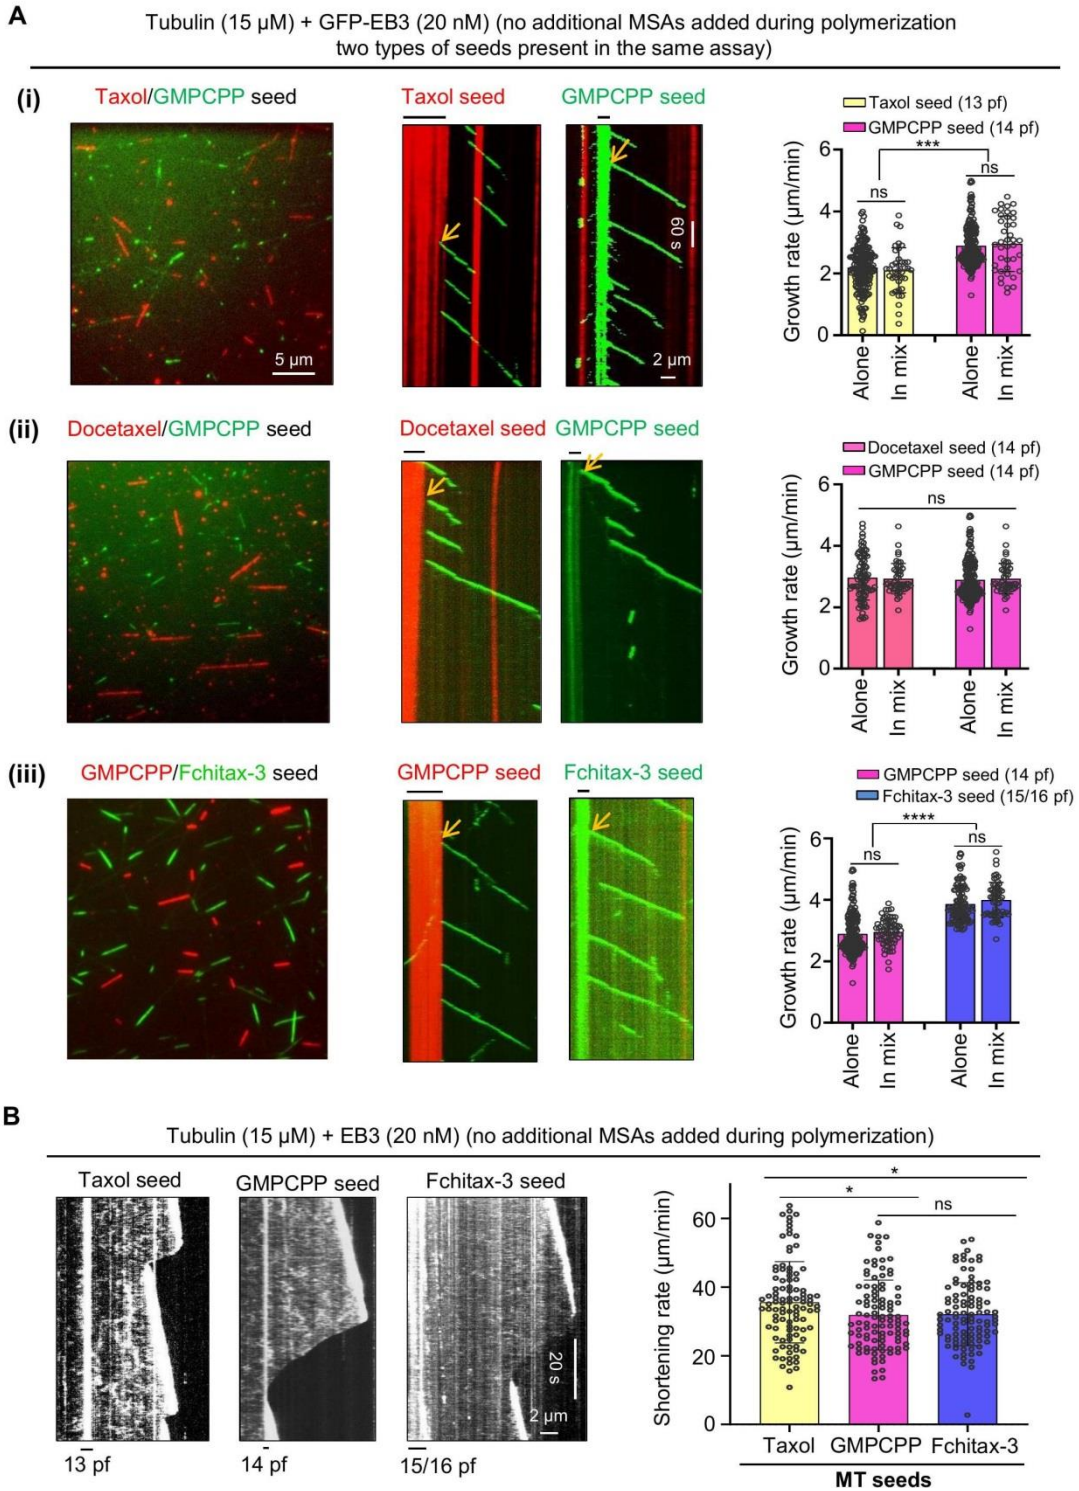 A
Tubulin (15 µM) + GFP-EB3 (20 nM) (no additional MSAs added during polymerization
two types of seeds present in the same assay)
(i)
Taxol/GMPCPP seed
5 µm
Taxol seed
GMPCPP seed
60 s
2 µm
Taxol seed (13 pf)
GMPCPP seed (14 pf)
***
ns
ns
Growth rate (µm/min)
6
4
2
0
Alone
In mix
Alone
In mix
(ii)
Docetaxel/GMPCPP seed
Docetaxel seed
GMPCPP seed
Docetaxel seed (14 pf)
GMPCPP seed (14 pf)
ns
Growth rate (µm/min)
6
4
2
0
Alone
In mix
Alone
In mix
(iii)
GMPCPP/Fchitax-3 seed
GMPCPP seed
Fchitax-3 seed
GMPCPP seed (14 pf)
Fchitax-3 seed (15/16 pf)
****
ns
ns
Growth rate (µm/min)
6
4
2
0
Alone
In mix
Alone
In mix
B
Tubulin (15 µM) + EB3 (20 nM) (no additional MSAs added during polymerization)
Taxol seed
GMPCPP seed
Fchitax-3 seed
20 s
2 µm
13 pf
14 pf
15/16 pf
*
*
ns
Shortening rate (µm/min)
60
40
20
0
Taxol
GMPCPP
Fchitax-3
MT seeds